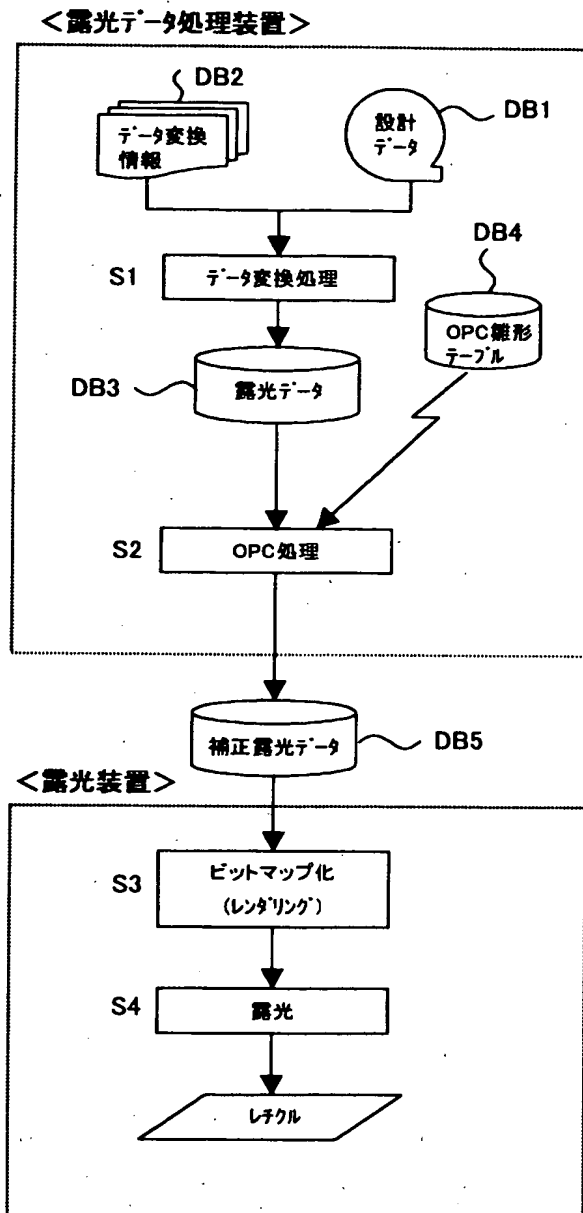 ＜露光データ処理装置＞
DB2
データ変換
情報
設計
データ
DB1
S1
データ変換処理
DB4
OPC雛形
テーブル
DB3
露光データ
S2
OPC処理
補正露光データ
DB5
＜露光装置＞
S3
ビットマップ化
(レンダリング)
S4
露光
レチクル